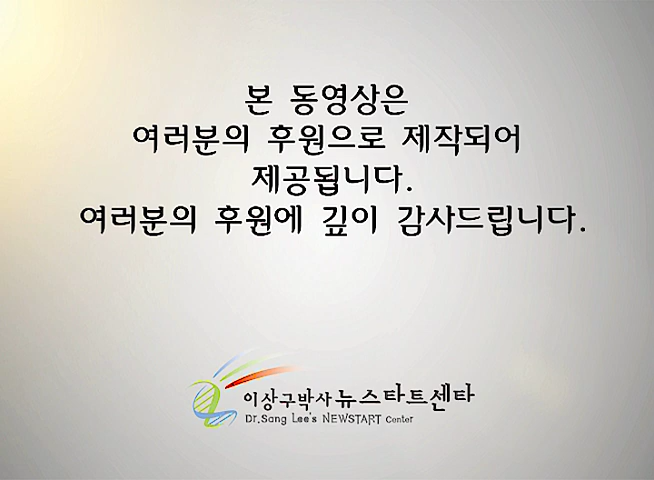 본 동영상은
여러분의 후원으로 제작되어
제공됩니다.
여러분의 후원에 깊이 감사드립니다.
이상구박사 뉴스타트센타
Dr.Sang Lee's NEWSTART Center